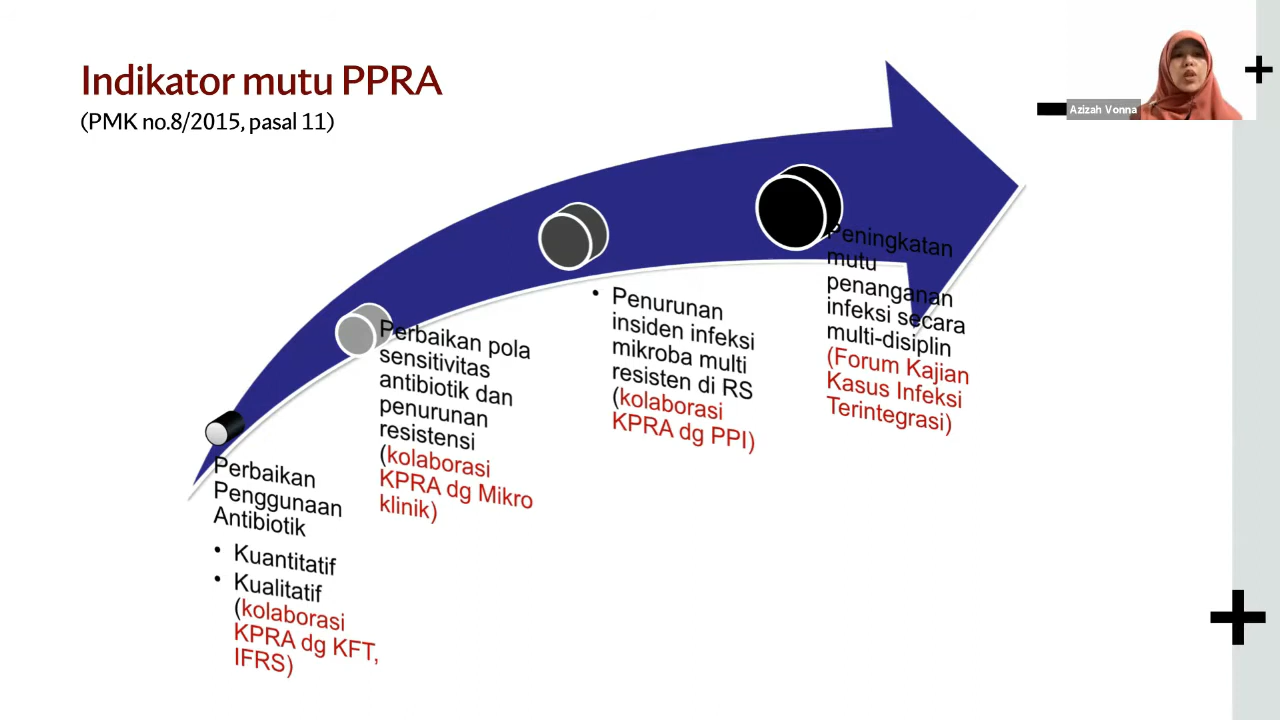 Indikator mutu PPRA
(PMK no.8/2015, pasal 11)
Azizah Vonna
Perbaikan
Penggunaan
Antibiotik
• Kuantitatif
• Kualitatif
(kolaborasi
KPRA dg KFT,
IFRS)
Perbaikan pola
sensitivitas
antibiotik dan
penurunan
resistensi
(kolaborasi
KPRA dg Mikro
klinik)
• Penurunan
insiden infeksi
mikroba multi
resisten di RS
(kolaborasi
KPRA dg PPI)
Peningkatan
mutu
penanganan
infeksi secara
multi-disiplin
(Forum Kajian
Kasus Infeksi
Terintegrasi)